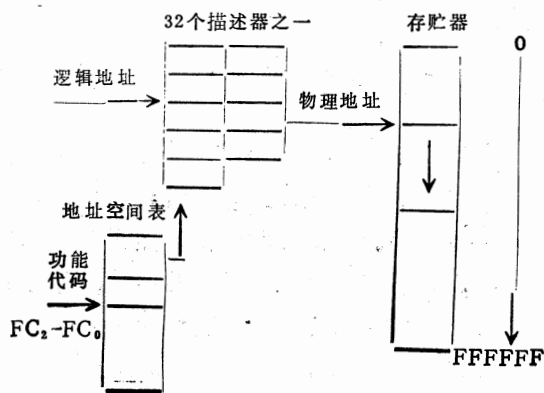 32个描述器之一
存贮器
0
逻辑地址
物理地址
地址空间表
功能
代码
FC₂-FC₀
FFFFFF